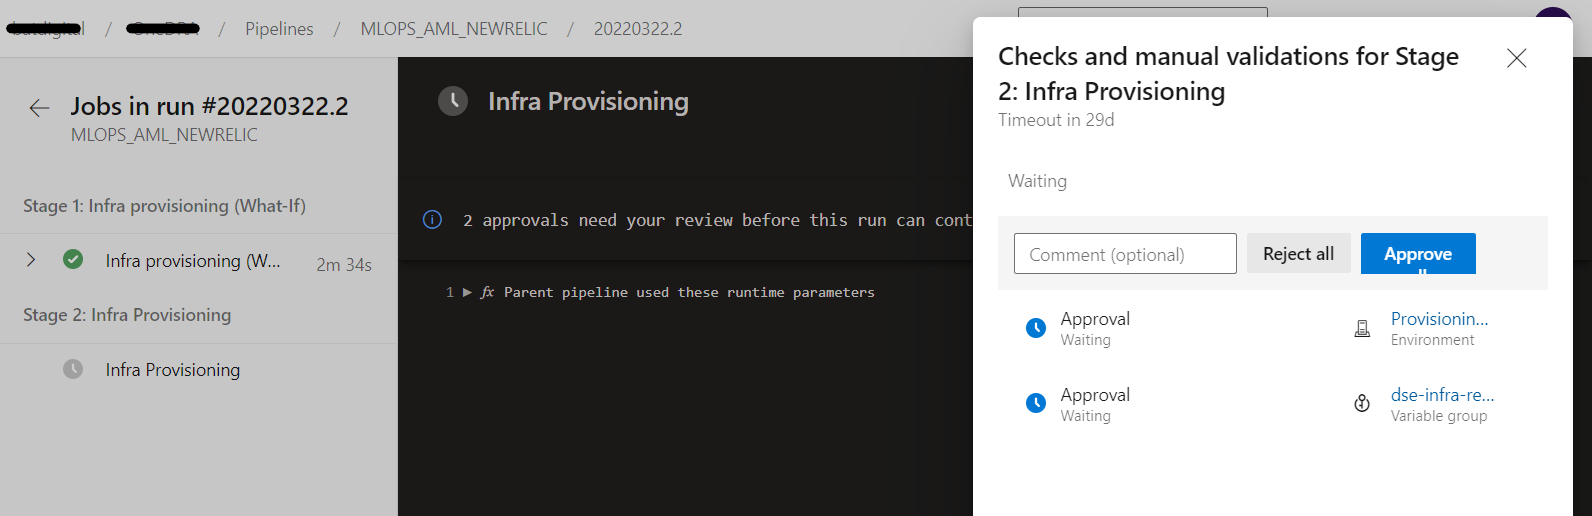 / / Pipelines / MLOPS_AML_NEWRELIC / 20220322.2
Jobs in run #20220322.2
MLOPS_AML_NEWRELIC
Stage 1: Infra provisioning (What-If)
Infra provisioning (W... 2m 34s
Stage 2: Infra Provisioning
Infra Provisioning
Infra Provisioning
2 approvals need your review before this run can cont
1 fx Parent pipeline used these runtime parameters
Checks and manual validations for Stage
2: Infra Provisioning
Timeout in 29d
Waiting
Comment (optional) Reject all Approve
Approval Provisionin...
Waiting Environment
Approval dse-infra-re...
Waiting Variable group